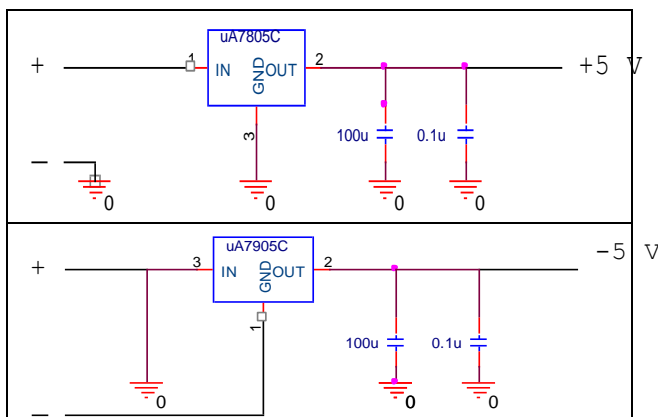 uA7805C
+ 1 IN GND OUT 2 +5 V
3
100u 0.1u
—
0 0 0 0
uA7905C
+ 3 IN GND OUT 2 -5 V
1
100u 0.1u
0 0 0
—